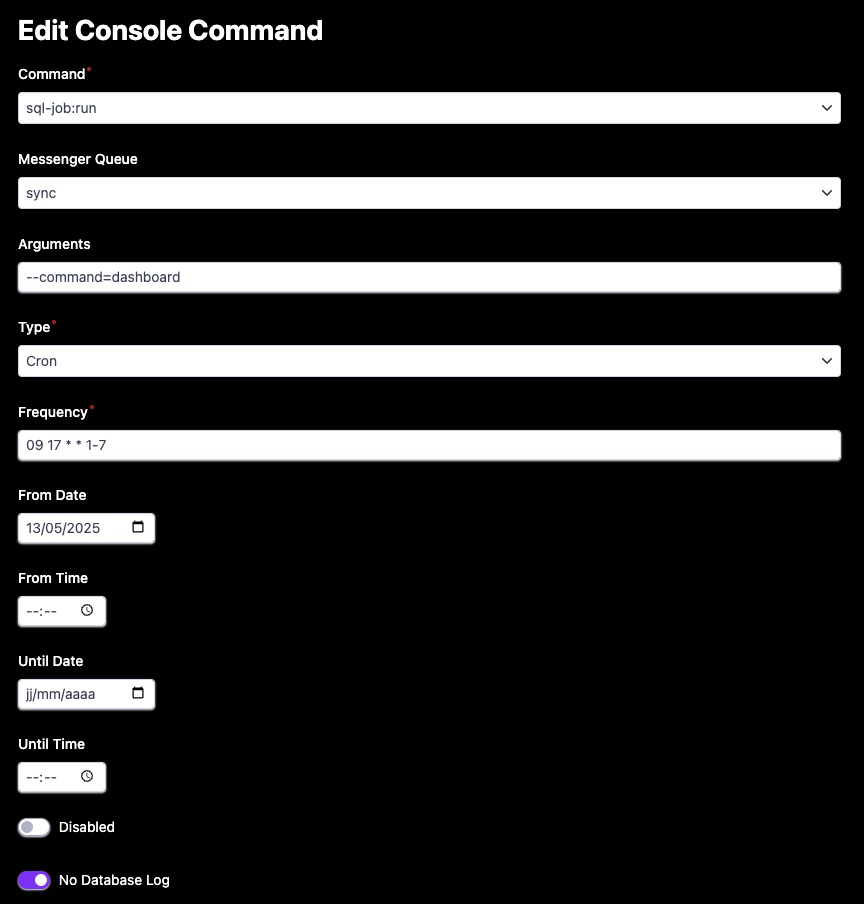 Edit Console Command
Command*
sql-job:run
Messenger Queue
sync
Arguments
--command=dashboard
Type*
Cron
Frequency*
09 17 * * 1-7
From Date
13/05/2025
From Time
--:--
Until Date
jj/mm/aaaa
Until Time
--:--
Disabled
No Database Log